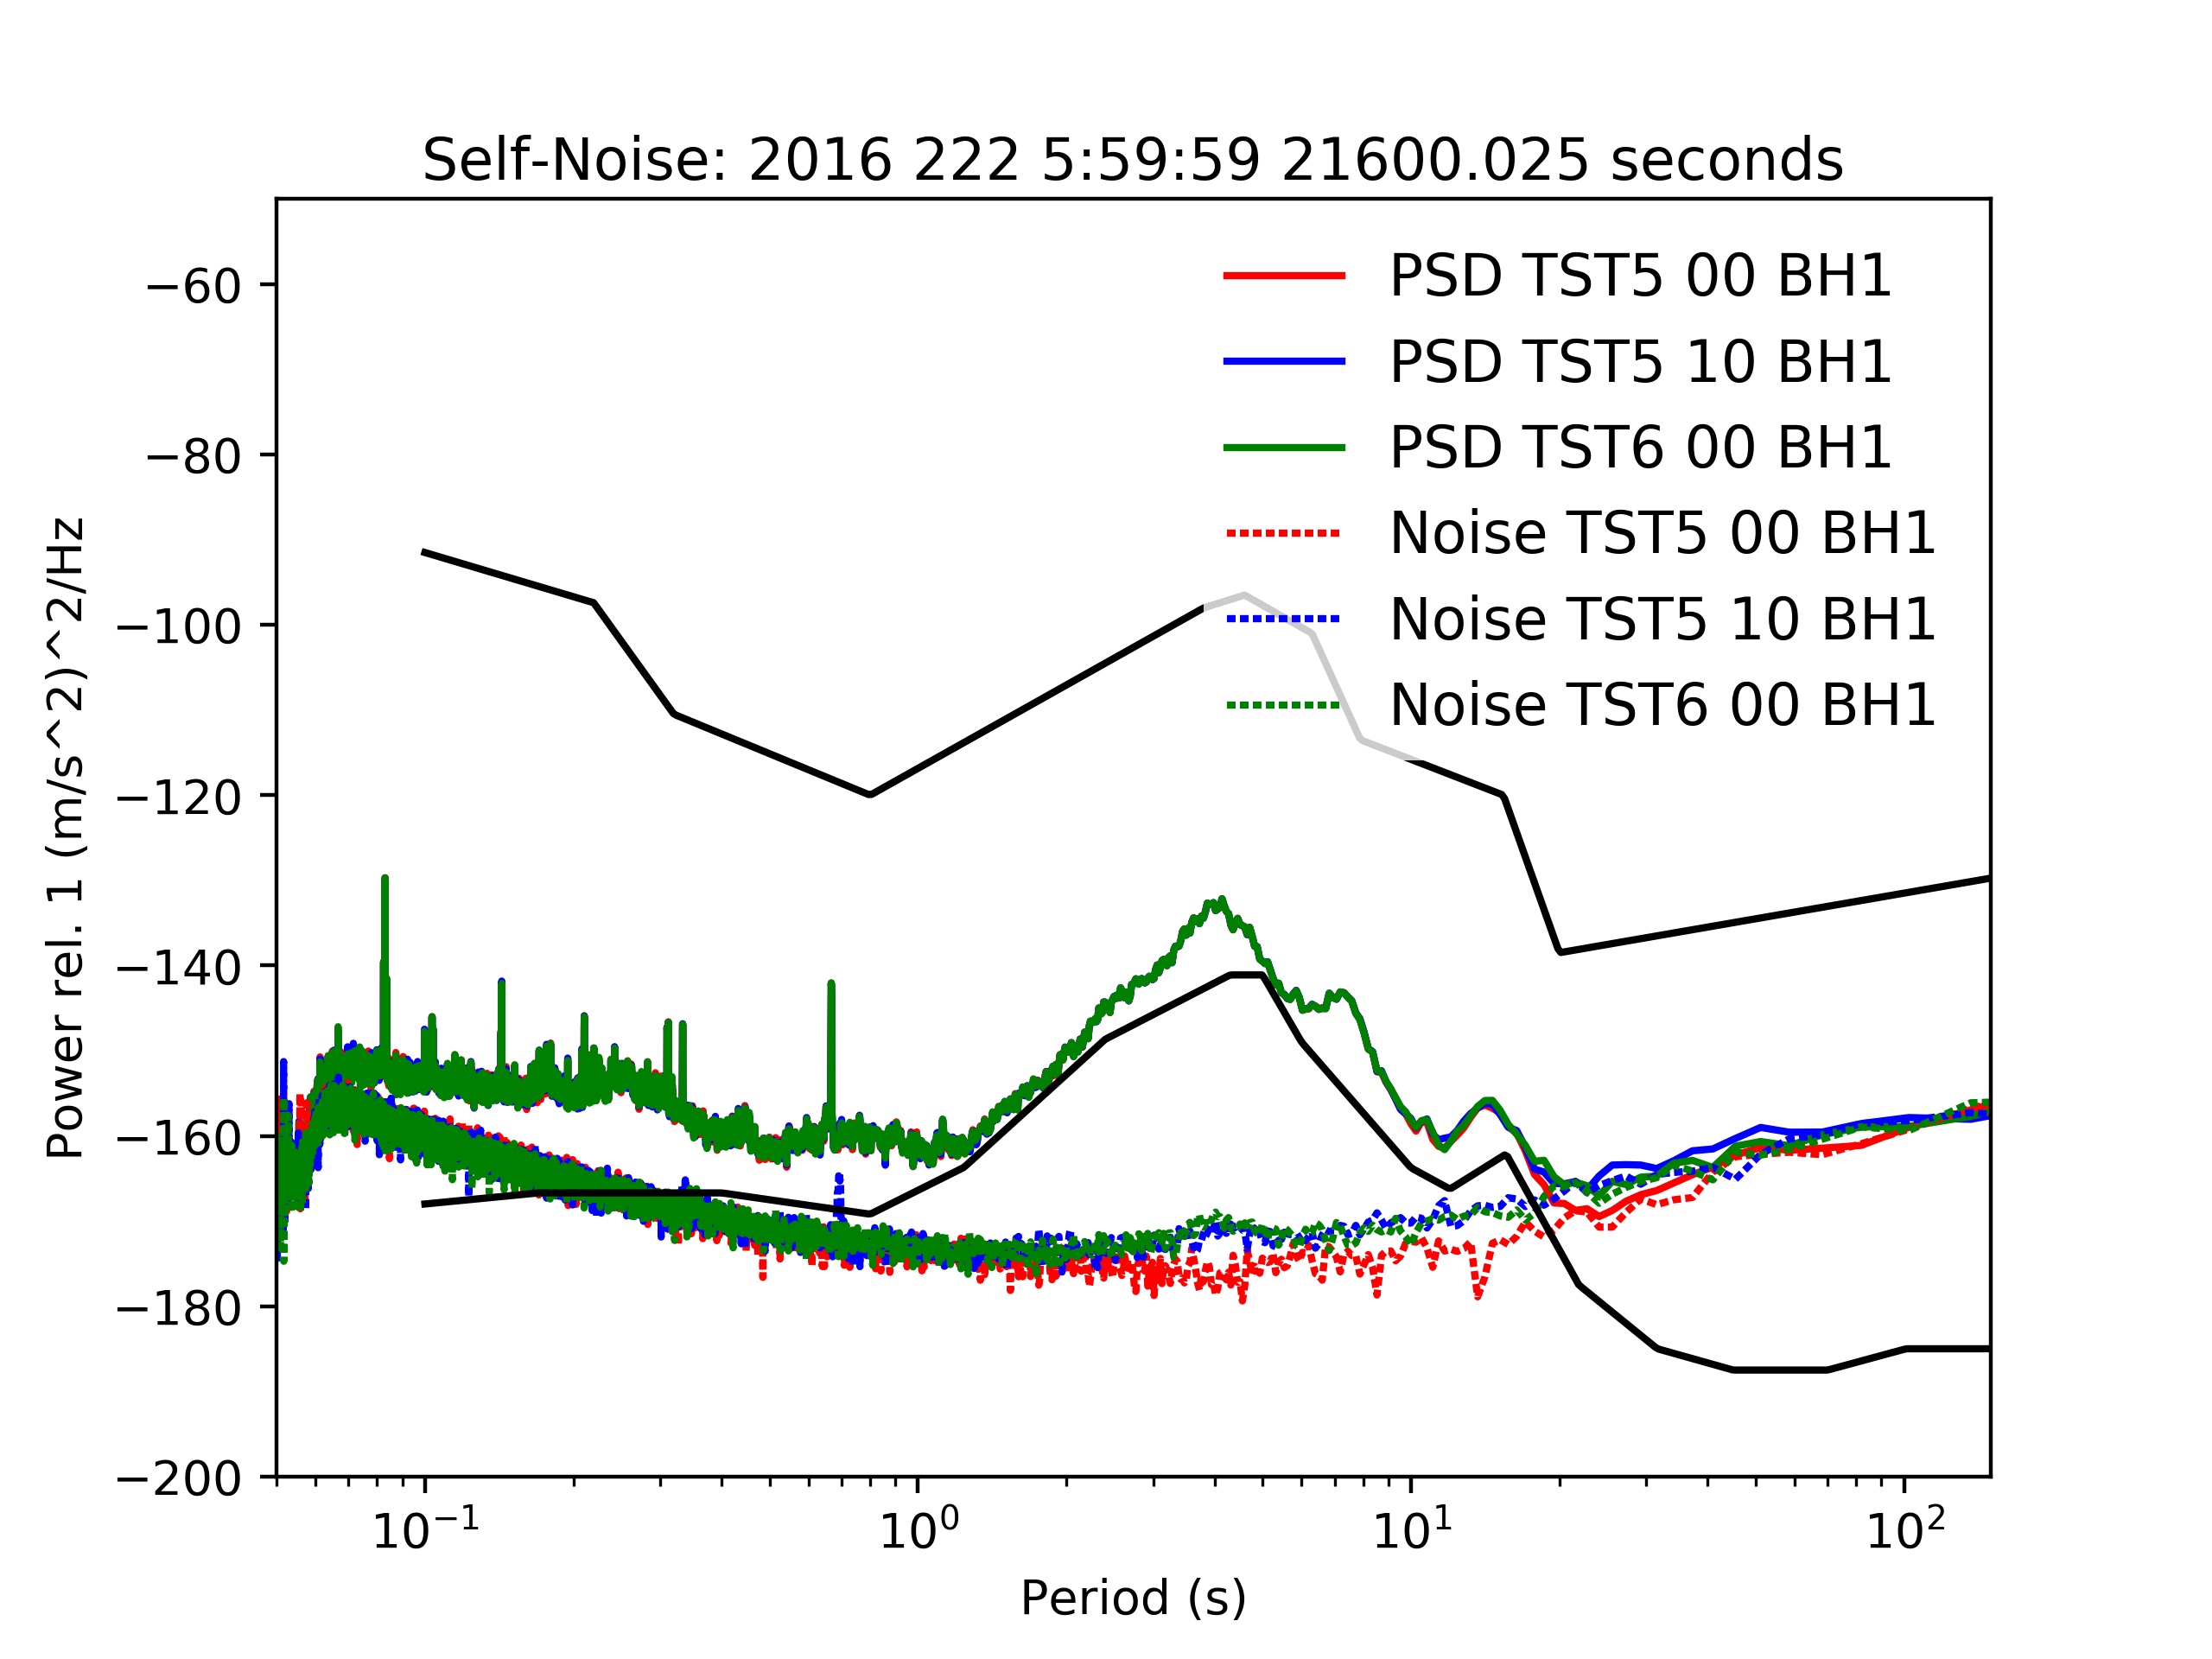 Self-Noise: 2016 222 5:59:59 21600.025 seconds
PSD TST5 00 BH1
PSD TST5 10 BH1
PSD TST6 00 BH1
Noise TST5 00 BH1
Noise TST5 10 BH1
Noise TST6 00 BH1
Power rel. 1 (m/s^2)^2/Hz
−60
−80
−100
−120
−140
−160
−180
−200
10⁻¹
10⁰
10¹
10²
Period (s)